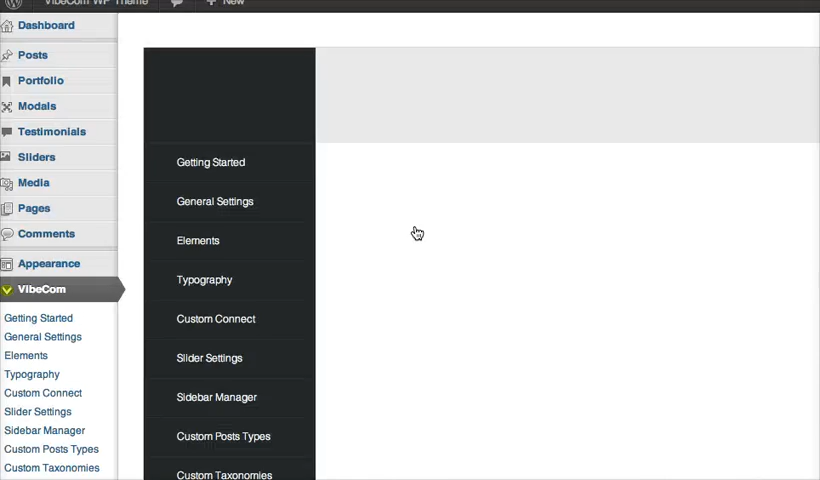 VibeCom WP Theme
New
Dashboard
Posts
Portfolio
Modals
Testimonials
Sliders
Media
Pages
Comments
Appearance
VibeCom
Getting Started
General Settings
Elements
Typography
Custom Connect
Slider Settings
Sidebar Manager
Custom Posts Types
Custom Taxonomies
Getting Started
General Settings
Elements
Typography
Custom Connect
Slider Settings
Sidebar Manager
Custom Posts Types
Custom Taxonomies